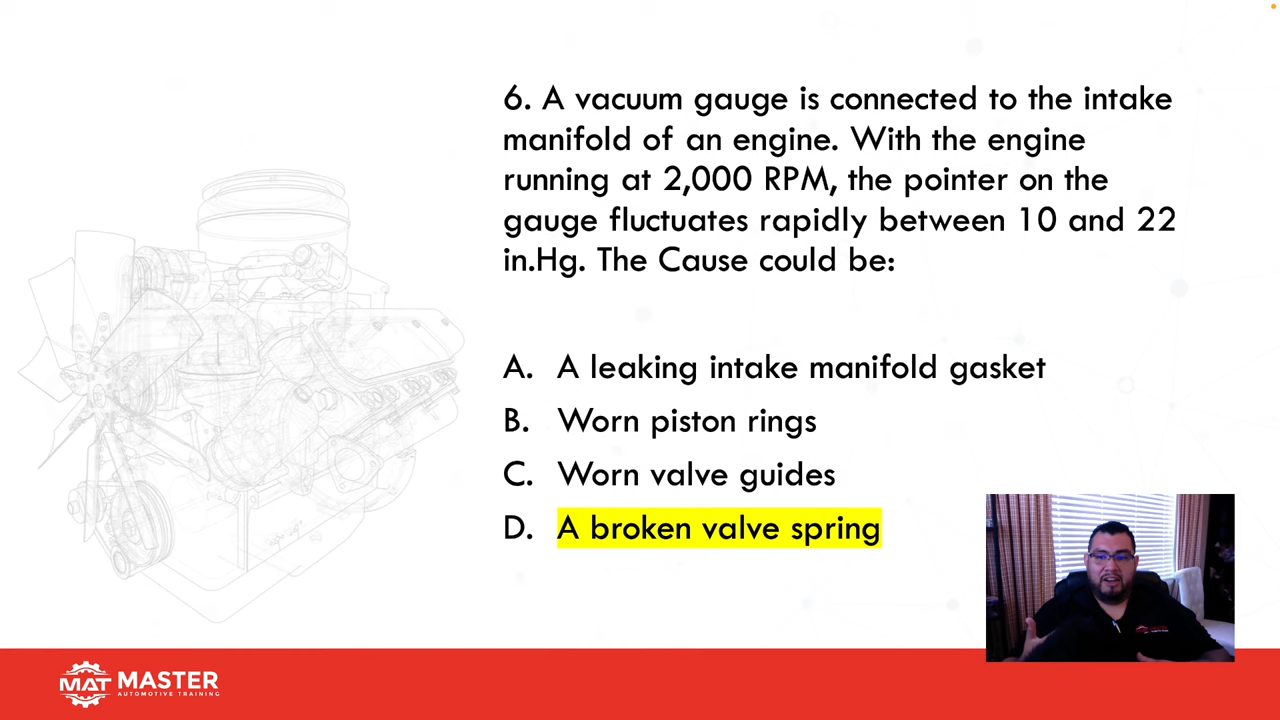 6. A vacuum gauge is connected to the intake
manifold of an engine. With the engine
running at 2,000 RPM, the pointer on the
gauge fluctuates rapidly between 10 and 22
in.Hg. The Cause could be:
A. A leaking intake manifold gasket
B. Worn piston rings
C. Worn valve guides
D. A broken valve spring
MAT MASTER
AUTOMOTIVE TRAINING